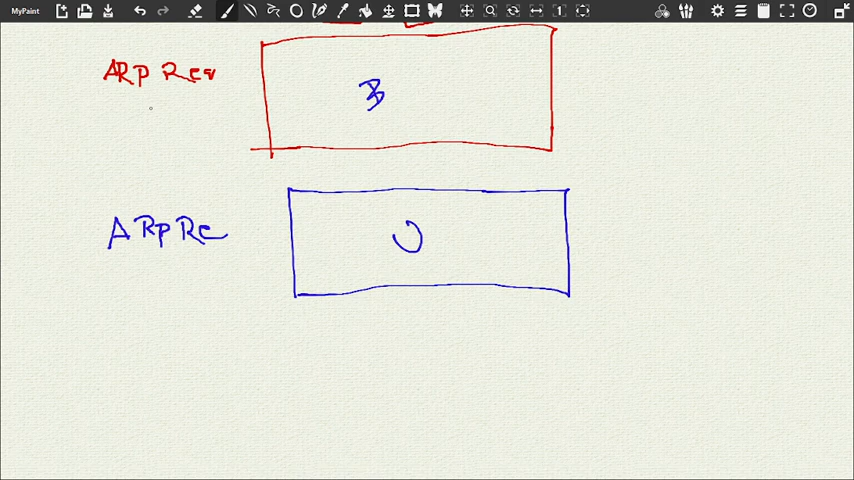 MyPaint
ARP Req
B
ARP Re
U